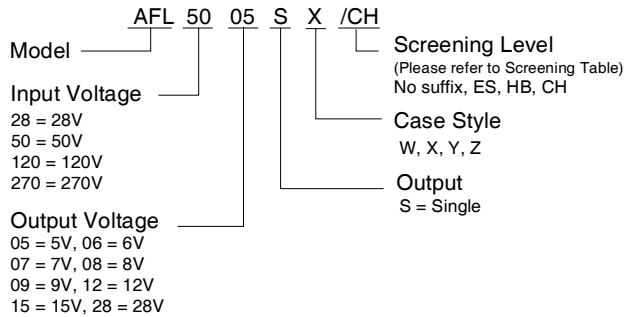 AFL 50 05 S X /CH
Model
Input Voltage
28 = 28V
50 = 50V
120 = 120V
270 = 270V
Output Voltage
05 = 5V, 06 = 6V
07 = 7V, 08 = 8V
09 = 9V, 12 = 12V
15 = 15V, 28 = 28V
Screening Level
(Please refer to Screening Table)
No suffix, ES, HB, CH
Case Style
W, X, Y, Z
Output
S = Single